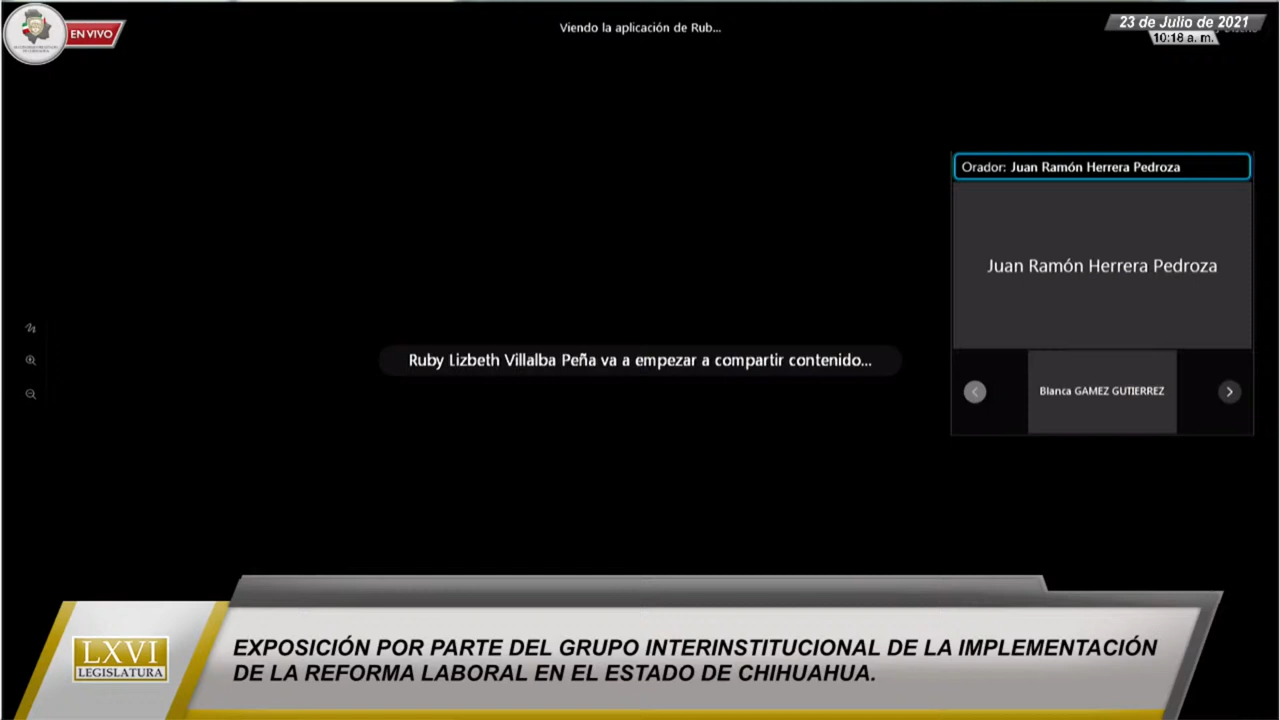 EN VIVO
Viendo la aplicación de Rub...
23 de Julio de 2021
10:18 a. m.
Orador: Juan Ramón Herrera Pedroza
Juan Ramón Herrera Pedroza
Ruby Lizbeth Villalba Peña va a empezar a compartir contenido...
Blanca GAMEZ GUTIERREZ
LXVI
LEGISLATURA
EXPOSICIÓN POR PARTE DEL GRUPO INTERINSTITUCIONAL DE LA IMPLEMENTACIÓN
DE LA REFORMA LABORAL EN EL ESTADO DE CHIHUAHUA.